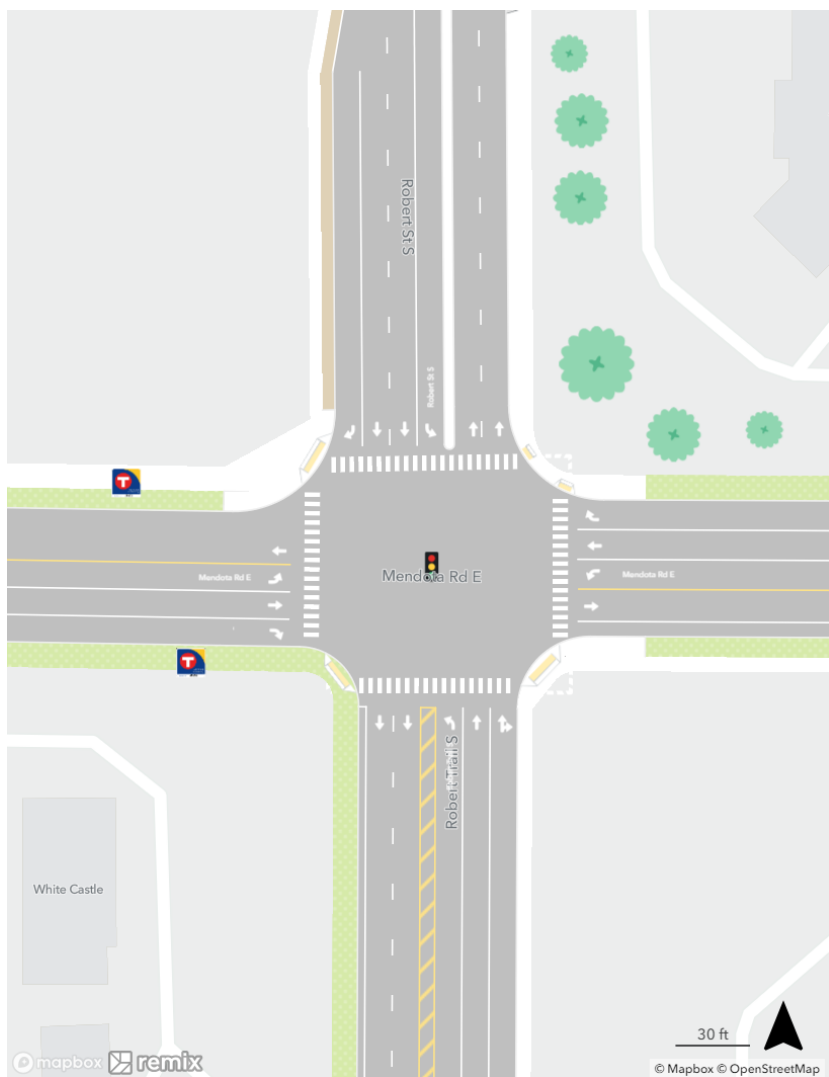 Robert St S
Robert St S
T
Mendota Rd E
Mendota Rd E
Mendota Rd E
T
Robert Trail S
White Castle
30 ft
mapbox remix
© Mapbox © OpenStreetMap